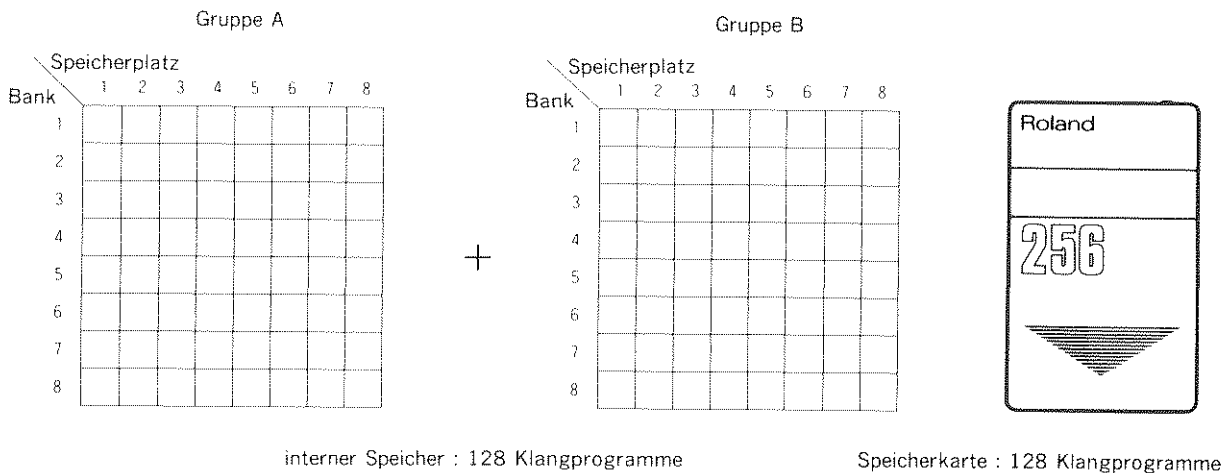 Gruppe A
Speicherplatz
1 2 3 4 5 6 7 8
Bank
1
2
3
4
5
6
7
8
+
Gruppe B
Speicherplatz
1 2 3 4 5 6 7 8
Bank
1
2
3
4
5
6
7
8
Roland
256
interner Speicher : 128 Klangprogramme
Speicherkarte : 128 Klangprogramme